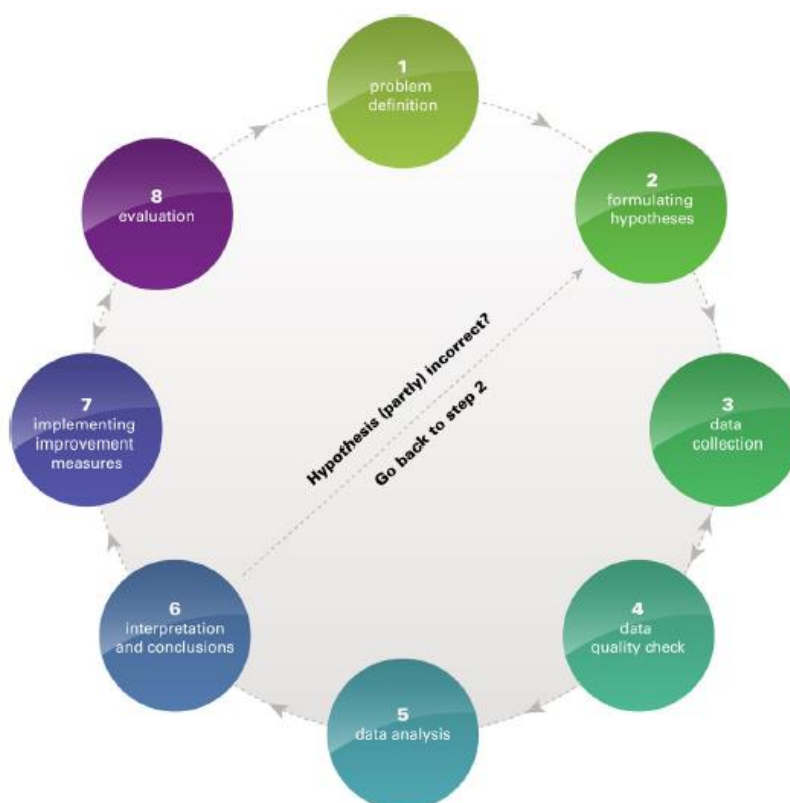 1
problem
definition
2
formulating
hypotheses
3
data
collection
4
data
quality check
5
data analysis
6
interpretation
and conclusions
7
implementing
improvement
measures
8
evaluation
Hypothesis (partly) incorrect?
Go back to step 2